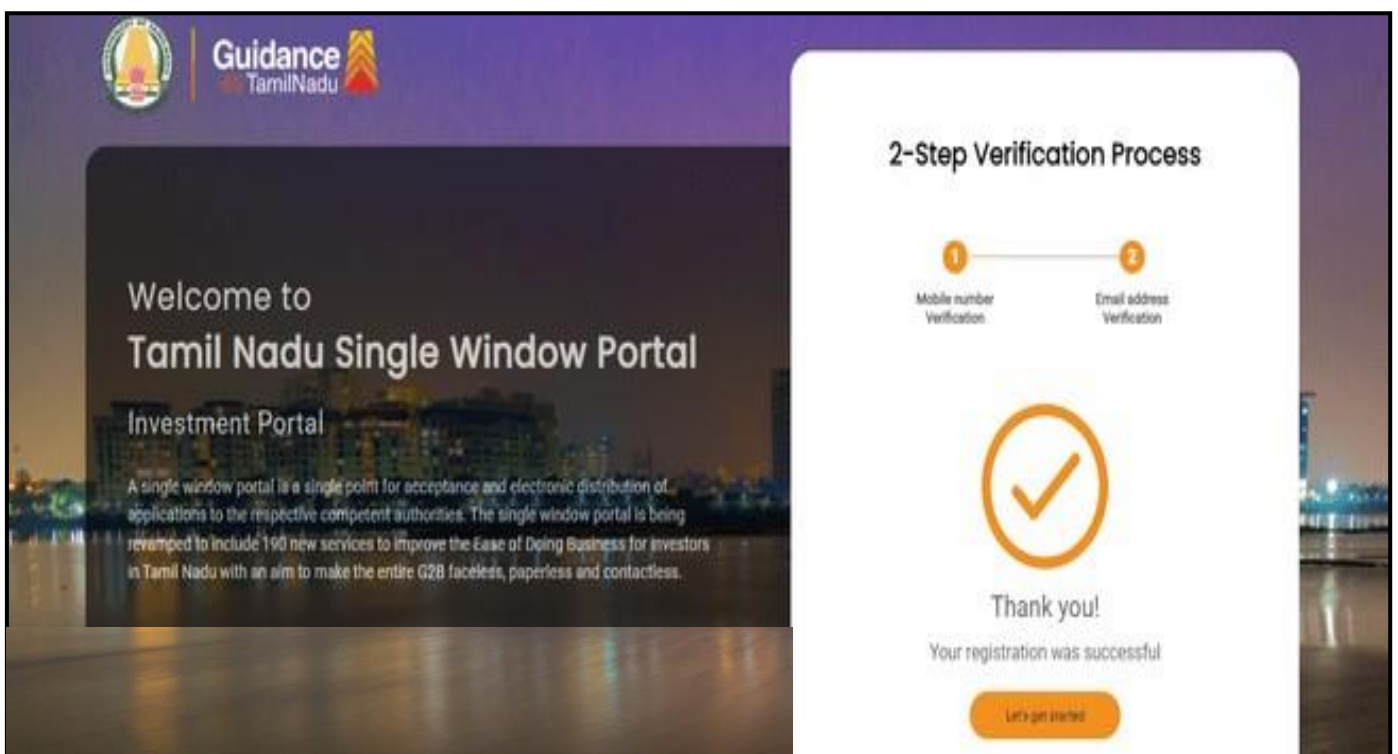 Guidance
TamilNadu
Welcome to
Tamil Nadu Single Window Portal
Investment Portal
A single window portal is a single point for acceptance and electronic distribution of
applications to the respective competent authorities. The single window portal is being
revamped to include 190 new services to improve the Ease of Doing Business for investors
in Tamil Nadu with an aim to make the entire G2B faceless, paperless and contactless.
2-Step Verification Process
1
2
Mobile number
Verification
Email address
Verification
Thank you!
Your registration was successful
Let's get started